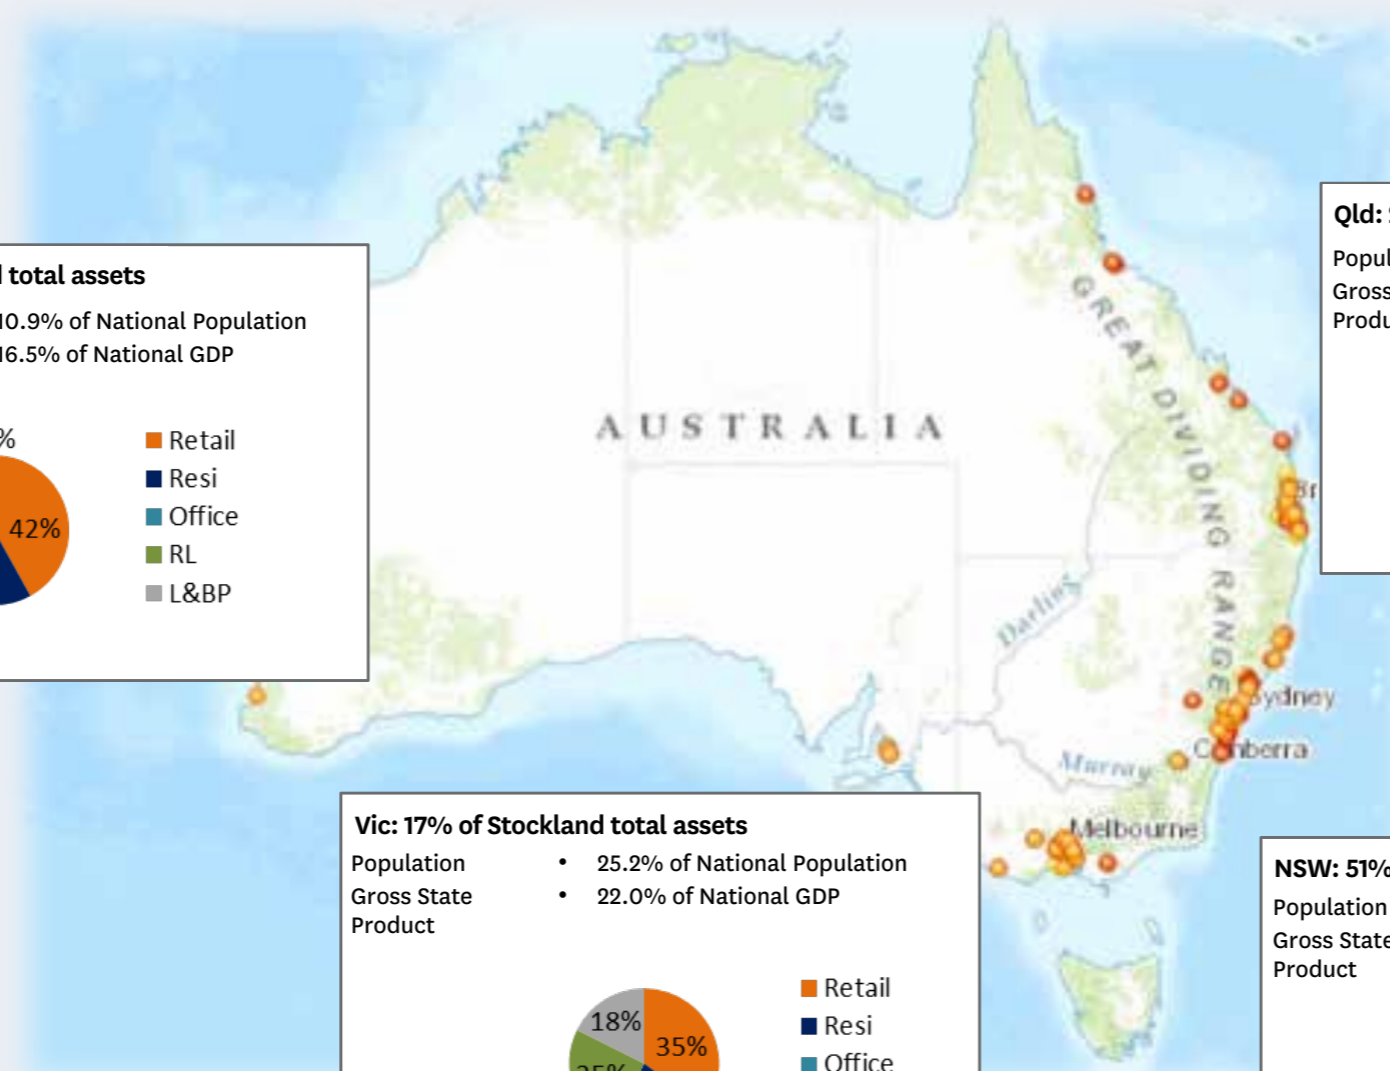 total assets
10.9% of National Population
16.5% of National GDP
%
42%
Retail
Resi
Office
RL
L&BP
AUSTRALIA
GREAT DIVIDING RANGE
Darling
Murray
Sydney
Canberra
Melbourne
Qld:
Popul
Gross
Produ
Vic: 17% of Stockland total assets
Population • 25.2% of National Population
Gross State • 22.0% of National GDP
Product
18%
35%
Retail
Resi
Office
NSW: 51%
Population
Gross State
Product